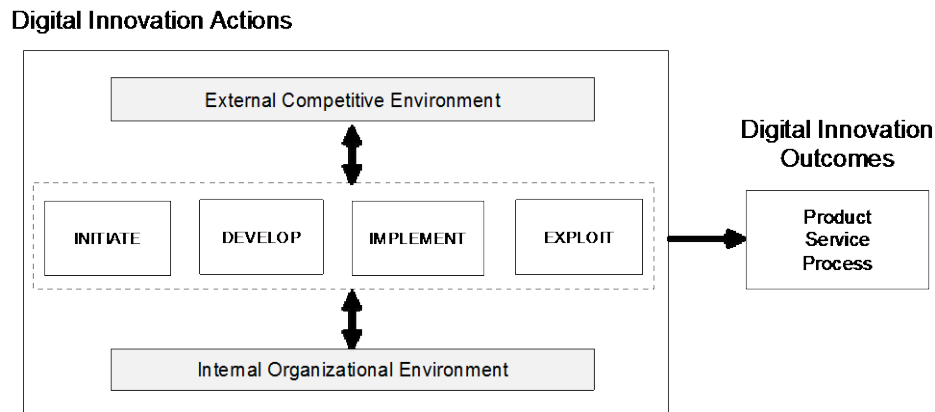 Digital Innovation Actions
External Competitive Environment
Digital Innovation
Outcomes
INITIATE
DEVELOP
IMPLEMENT
EXPLOIT
Product
Service
Process
Internal Organizational Environment